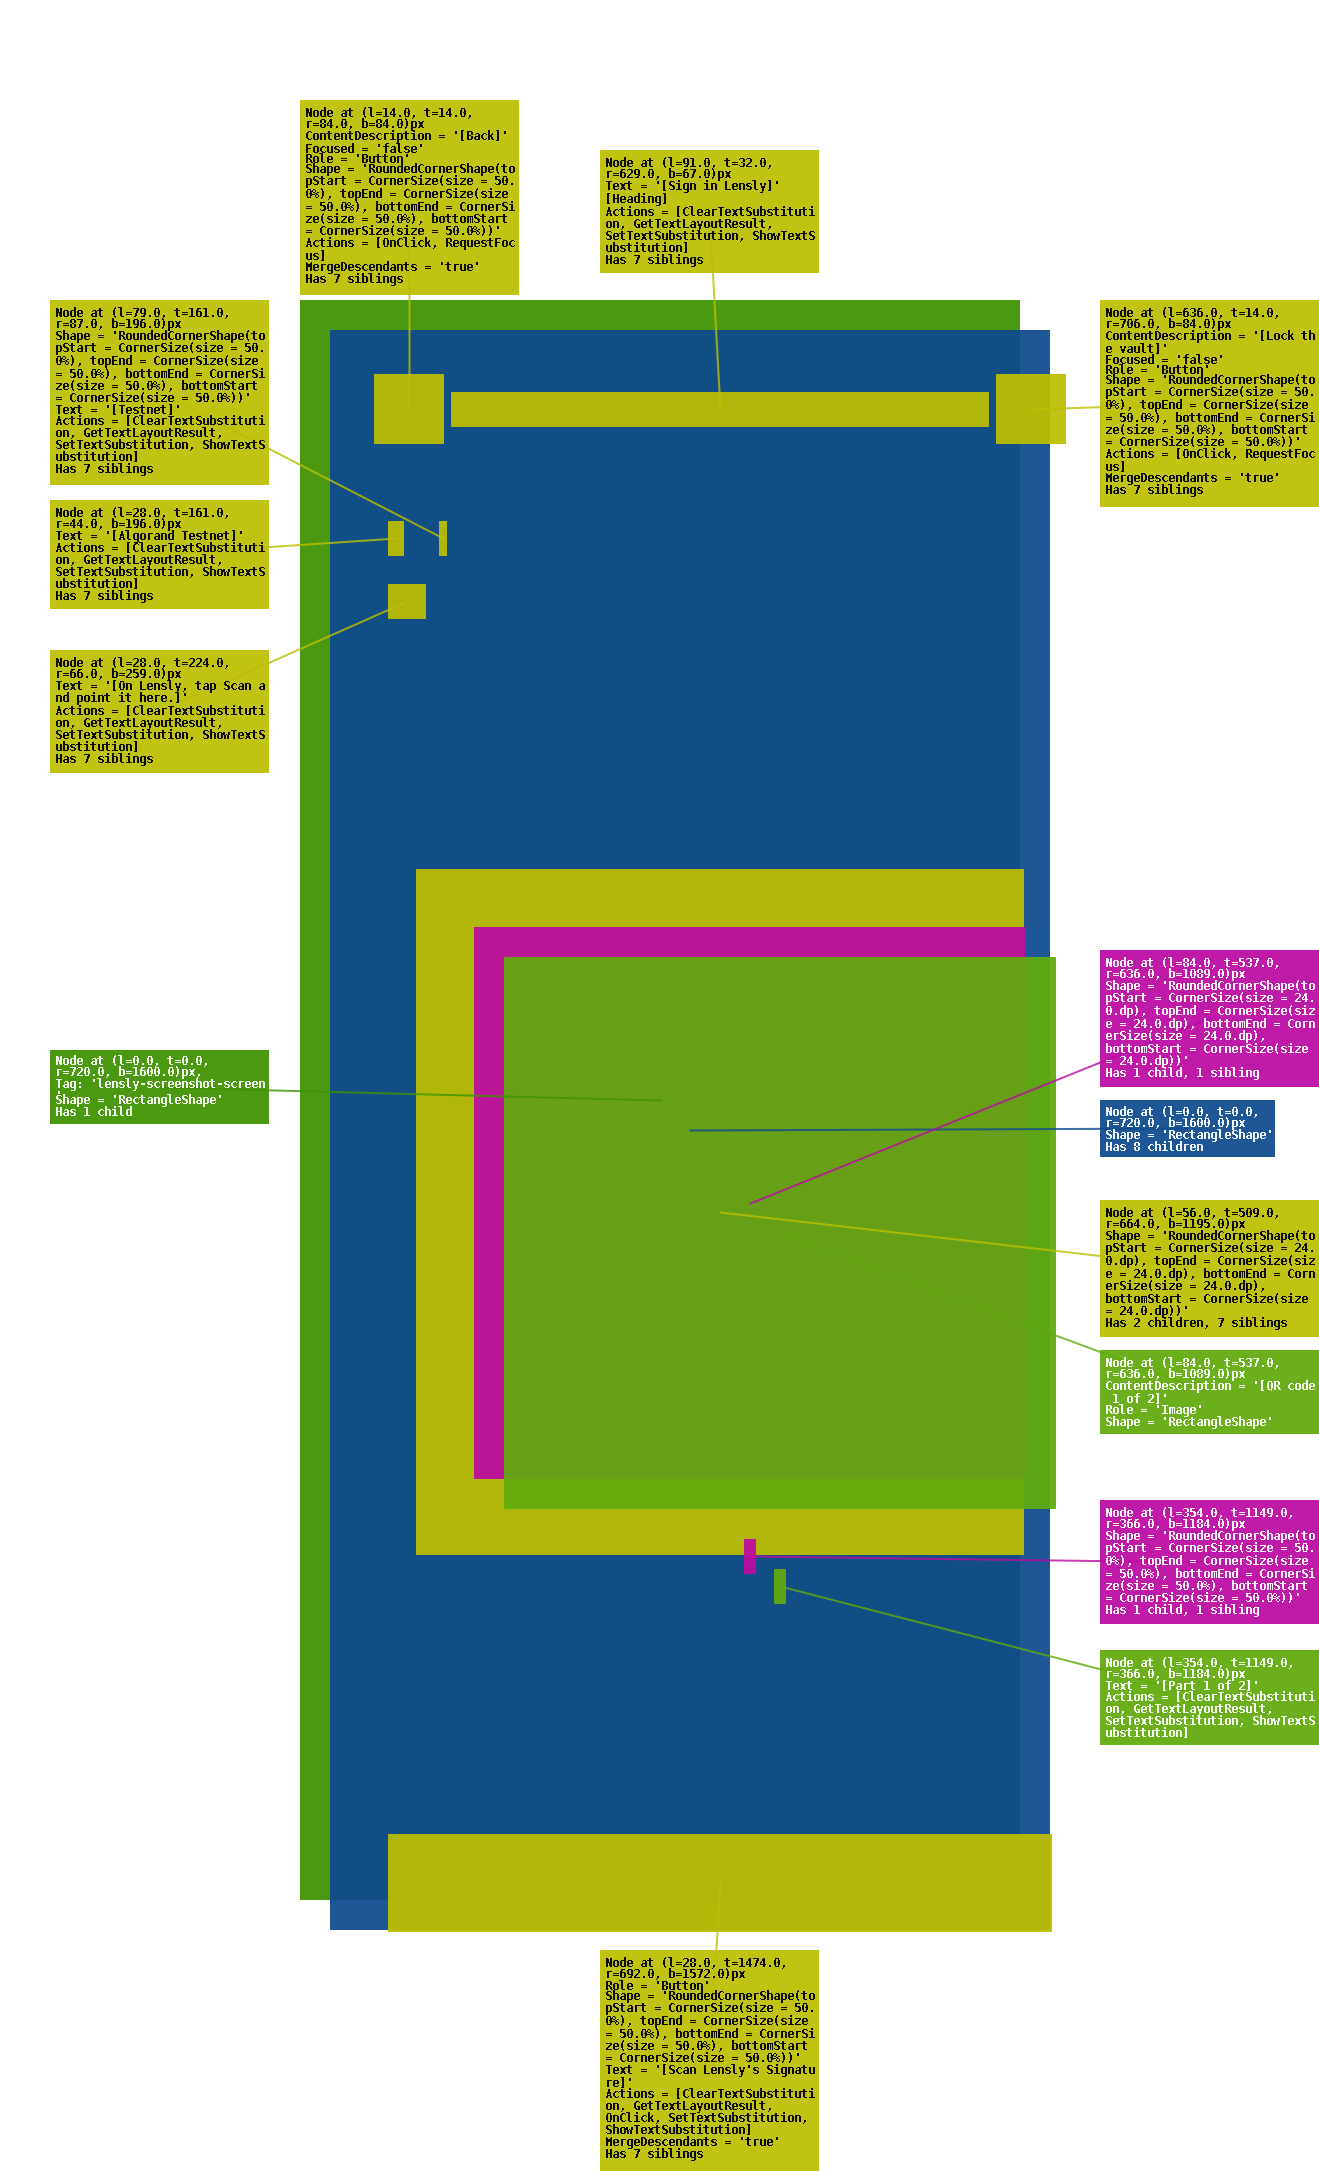 Node at (l=14.0, t=14.0,
r=84.0, b=84.0)px
ContentDescription = '[Back]'
Focused = 'false'
Role = 'Button'
Shape = 'RoundedCornerShape(to
pStart = CornerSize(size = 50.
0%), topEnd = CornerSize(size
= 50.0%), bottomEnd = CornerSi
ze(size = 50.0%), bottomStart
= CornerSize(size = 50.0%))'
Actions = [OnClick, RequestFoc
us]
MergeDescendants = 'true'
Has 7 siblings
Node at (l=91.0, t=32.0,
r=629.0, b=67.0)px
Text = '[Sign in Lensly]'
[Heading]
Actions = [ClearTextSubstituti
on, GetTextLayoutResult,
SetTextSubstitution, ShowTextS
ubstitution]
Has 7 siblings
Node at (l=79.0, t=161.0,
r=87.0, b=196.0)px
Shape = 'RoundedCornerShape(to
pStart = CornerSize(size = 50.
0%), topEnd = CornerSize(size
= 50.0%), bottomEnd = CornerSi
ze(size = 50.0%), bottomStart
= CornerSize(size = 50.0%))'
Text = '[Testnet]'
Actions = [ClearTextSubstituti
on, GetTextLayoutResult,
SetTextSubstitution, ShowTextS
ubstitution]
Has 7 siblings
Node at (l=636.0, t=14.0,
r=706.0, b=84.0)px
ContentDescription = '[Lock th
e vault]'
Focused = 'false'
Role = 'Button'
Shape = 'RoundedCornerShape(to
pStart = CornerSize(size = 50.
0%), topEnd = CornerSize(size
= 50.0%), bottomEnd = CornerSi
ze(size = 50.0%), bottomStart
= CornerSize(size = 50.0%))'
Actions = [OnClick, RequestFoc
us]
MergeDescendants = 'true'
Has 7 siblings
Node at (l=28.0, t=161.0,
r=44.0, b=196.0)px
Text = '[Algorand Testnet]'
Actions = [ClearTextSubstituti
on, GetTextLayoutResult,
SetTextSubstitution, ShowTextS
ubstitution]
Has 7 siblings
Node at (l=28.0, t=224.0,
r=66.0, b=259.0)px
Text = '[On Lensly, tap Scan a
nd point it here.]'
Actions = [ClearTextSubstituti
on, GetTextLayoutResult,
SetTextSubstitution, ShowTextS
ubstitution]
Has 7 siblings
Node at (l=84.0, t=537.0,
r=636.0, b=1089.0)px
Shape = 'RoundedCornerShape(to
pStart = CornerSize(size = 24.
0.dp), topEnd = CornerSize(siz
e = 24.0.dp), bottomEnd = Corn
erSize(size = 24.0.dp),
bottomStart = CornerSize(size
= 24.0.dp))'
Has 1 child, 1 sibling
Node at (l=0.0, t=0.0,
r=720.0, b=1600.0)px,
Tag: 'lensly-screenshot-screen
'
Shape = 'RectangleShape'
Has 1 child
Node at (l=0.0, t=0.0,
r=720.0, b=1600.0)px
Shape = 'RectangleShape'
Has 8 children
Node at (l=56.0, t=509.0,
r=664.0, b=1195.0)px
Shape = 'RoundedCornerShape(to
pStart = CornerSize(size = 24.
0.dp), topEnd = CornerSize(siz
e = 24.0.dp), bottomEnd = Corn
erSize(size = 24.0.dp),
bottomStart = CornerSize(size
= 24.0.dp))'
Has 2 children, 7 siblings
Node at (l=84.0, t=537.0,
r=636.0, b=1089.0)px
ContentDescription = '[QR code
1 of 2]'
Role = 'Image'
Shape = 'RectangleShape'
Node at (l=354.0, t=1149.0,
r=366.0, b=1184.0)px
Shape = 'RoundedCornerShape(to
pStart = CornerSize(size = 50.
0%), topEnd = CornerSize(size
= 50.0%), bottomEnd = CornerSi
ze(size = 50.0%), bottomStart
= CornerSize(size = 50.0%))'
Has 1 child, 1 sibling
Node at (l=354.0, t=1149.0,
r=366.0, b=1184.0)px
Text = '[Part 1 of 2]'
Actions = [ClearTextSubstituti
on, GetTextLayoutResult,
SetTextSubstitution, ShowTextS
ubstitution]
Node at (l=28.0, t=1474.0,
r=692.0, b=1572.0)px
Role = 'Button'
Shape = 'RoundedCornerShape(to
pStart = CornerSize(size = 50.
0%), topEnd = CornerSize(size
= 50.0%), bottomEnd = CornerSi
ze(size = 50.0%), bottomStart
= CornerSize(size = 50.0%))'
Text = '[Scan Lensly's Signatu
re]'
Actions = [ClearTextSubstituti
on, GetTextLayoutResult,
OnClick, SetTextSubstitution,
ShowTextSubstitution]
MergeDescendants = 'true'
Has 7 siblings